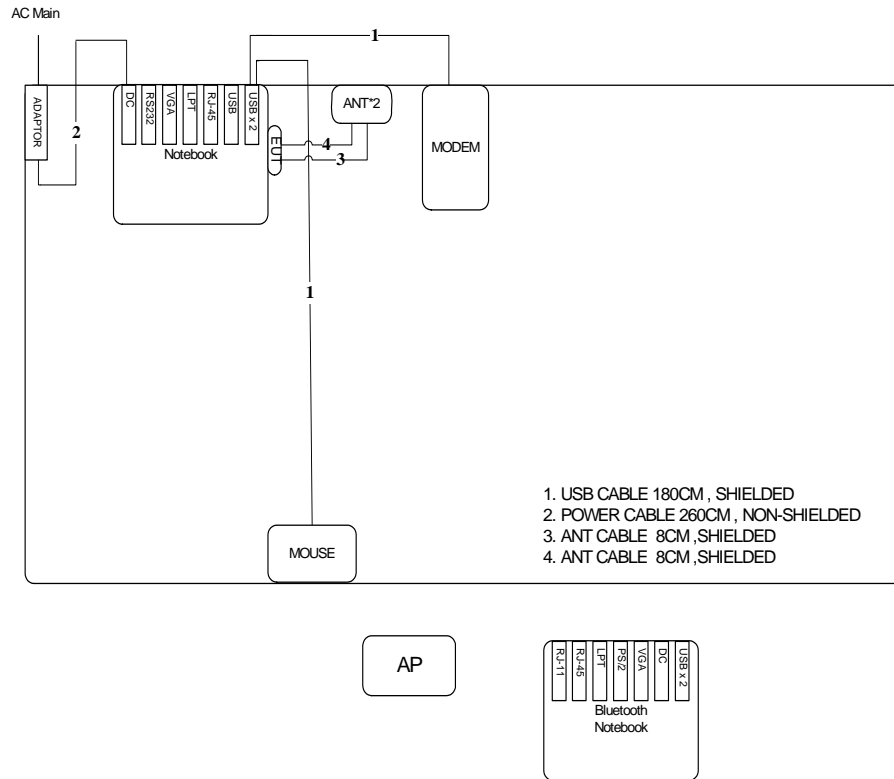 AC Main
1
ADAPTOR
2
DC
RS232
VGA
LPT
RJ-45
USB
USB x 2
Notebook
EUT
ANT*2
4
3
MODEM
1
MOUSE
1. USB CABLE 180CM , SHIELDED
2. POWER CABLE 260CM , NON-SHIELDED
3. ANT CABLE 8CM ,SHIELDED
4. ANT CABLE 8CM ,SHIELDED
AP
RJ-11
RJ-45
LPT
PS/2
VGA
DC
USB x 2
Bluetooth
Notebook